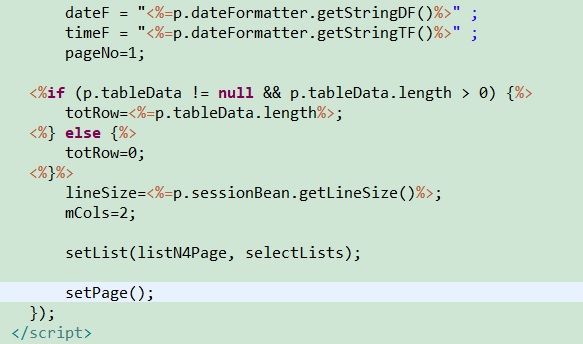 dateF = "<%=p.dateFormatter.getStringDF()%>" ;
timeF = "<%=p.dateFormatter.getStringTF()%>" ;
pageNo=1;
<%if (p.tableData != null && p.tableData.length > 0) {%>
totRow=<%=p.tableData.length%>;
<%} else {%>
totRow=0;
<%}%>
lineSize=<%=p.sessionBean.getLineSize()%>;
mCols=2;
setList(listN4Page, selectLists);
setPage();
});
</script>